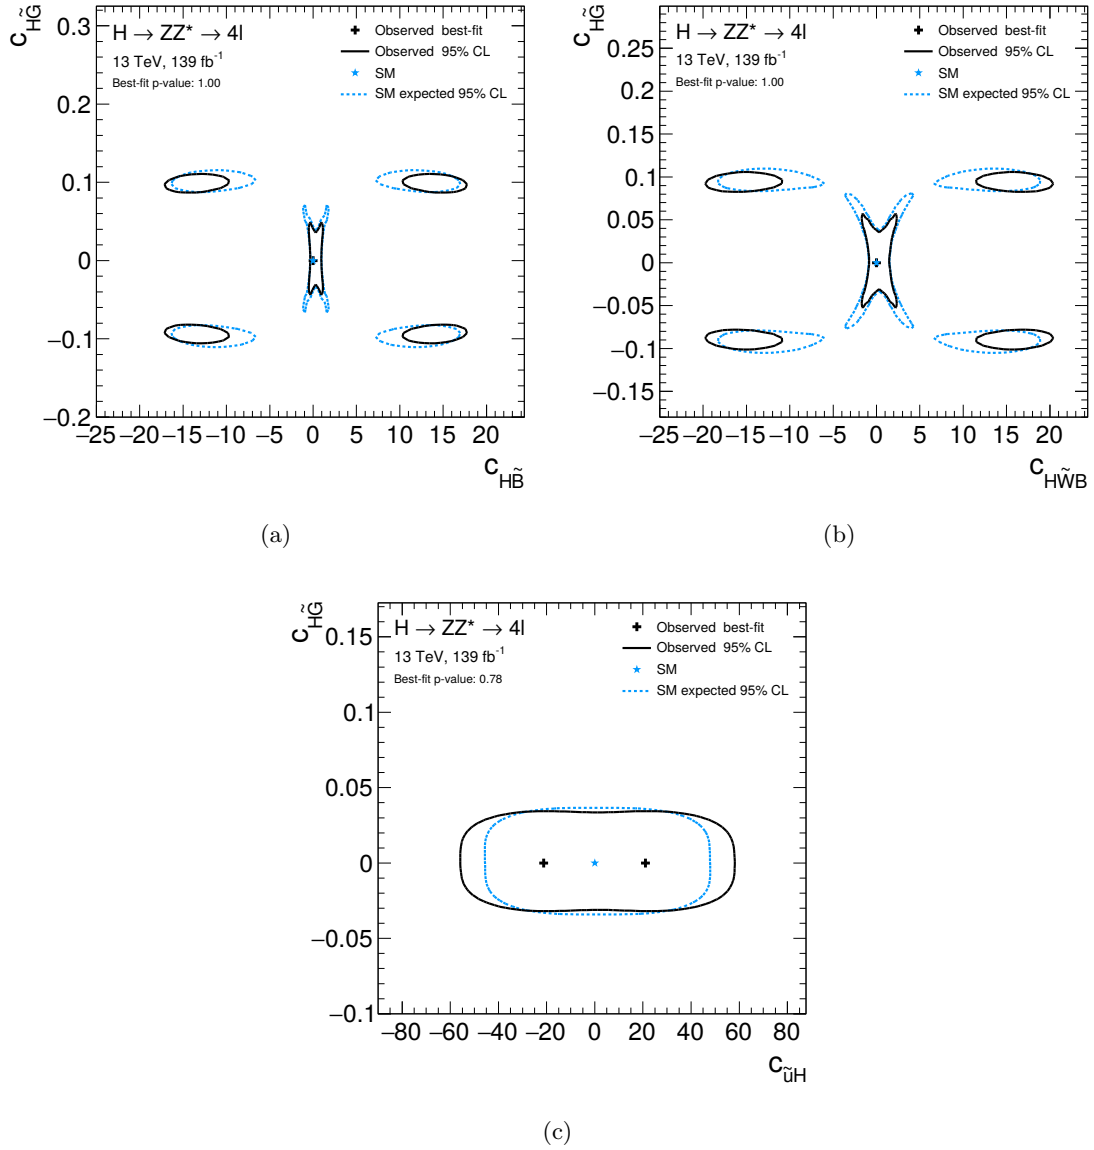 c_HG̃
H → ZZ* → 4l
13 TeV, 139 fb⁻¹
Best-fit p-value: 1.00
Observed best-fit
Observed 95% CL
SM
SM expected 95% CL
0.3
0.2
0.1
0
−0.1
−0.2
−25 −20 −15 −10 −5 0 5 10 15 20
c_HB̃
(a)
c_HG̃
H → ZZ* → 4l
13 TeV, 139 fb⁻¹
Best-fit p-value: 1.00
Observed best-fit
Observed 95% CL
SM
SM expected 95% CL
0.25
0.2
0.15
0.1
0.05
0
−0.05
−0.1
−0.15
−25 −20 −15 −10 −5 0 5 10 15 20
c_HW̃B
(b)
c_HG̃
H → ZZ* → 4l
13 TeV, 139 fb⁻¹
Best-fit p-value: 0.78
Observed best-fit
Observed 95% CL
SM
SM expected 95% CL
0.15
0.1
0.05
0
−0.05
−0.1
−80 −60 −40 −20 0 20 40 60 80
c_ũH
(c)